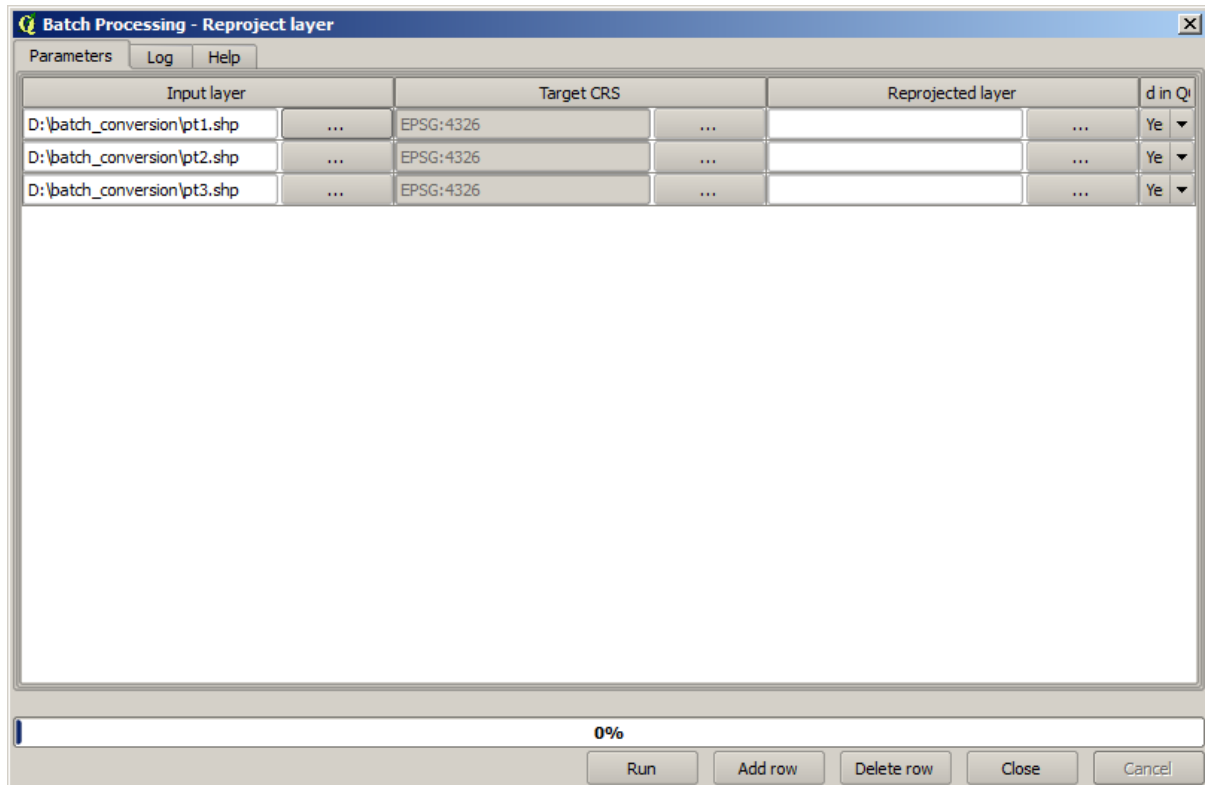 Batch Processing - Reproject layer
Parameters Log Help
Input layer Target CRS Reprojected layer d in Q
D:\batch_conversion\pt1.shp ... EPSG:4326 ... ... Ye
D:\batch_conversion\pt2.shp ... EPSG:4326 ... ... Ye
D:\batch_conversion\pt3.shp ... EPSG:4326 ... ... Ye
0%
Run Add row Delete row Close Cancel